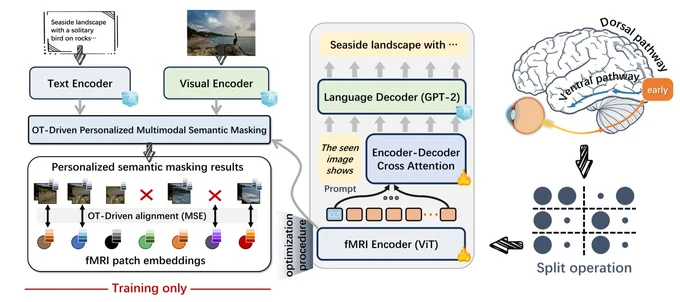 Seaside landscape
with a solitary
bird on rocks…
Text Encoder
Visual Encoder
OT-Driven Personalized Multimodal Semantic Masking
Personalized semantic masking results
OT-Driven alignment (MSE)
fMRI patch embeddings
Training only
optimization
procedure
Seaside landscape with …
Language Decoder (GPT-2)
The seen
image
shows
Prompt
Encoder-Decoder
Cross Attention
fMRI Encoder (ViT)
Dorsal pathway
Ventral pathway
early
Split operation